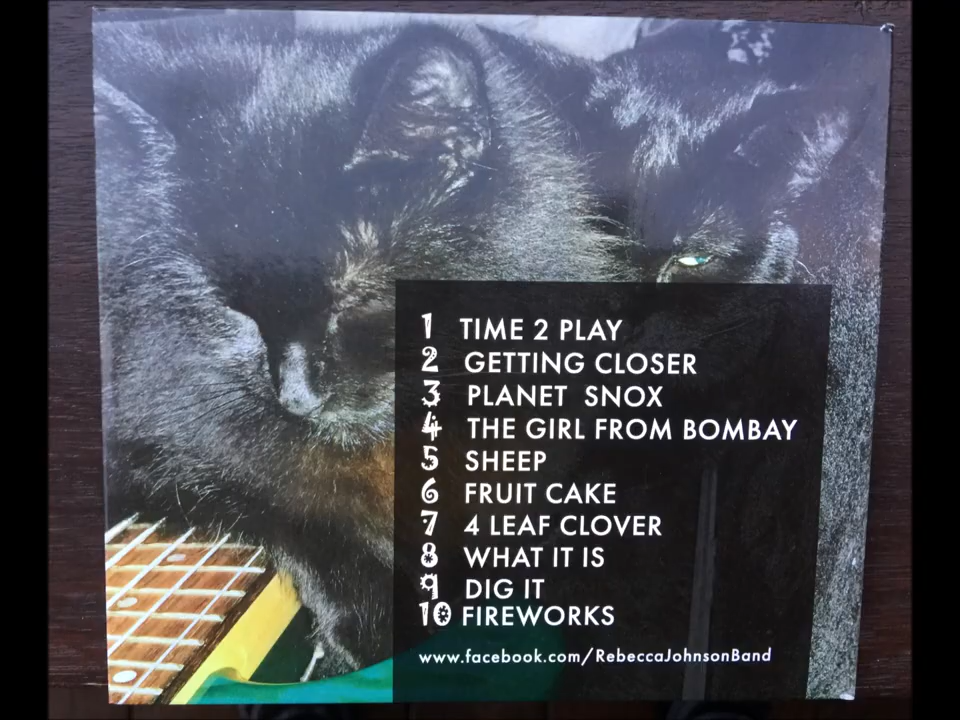 1 TIME 2 PLAY
2 GETTING CLOSER
3 PLANET SNOX
4 THE GIRL FROM BOMBAY
5 SHEEP
6 FRUIT CAKE
7 4 LEAF CLOVER
8 WHAT IT IS
9 DIG IT
10 FIREWORKS
www.facebook.com/RebeccaJohnsonBand